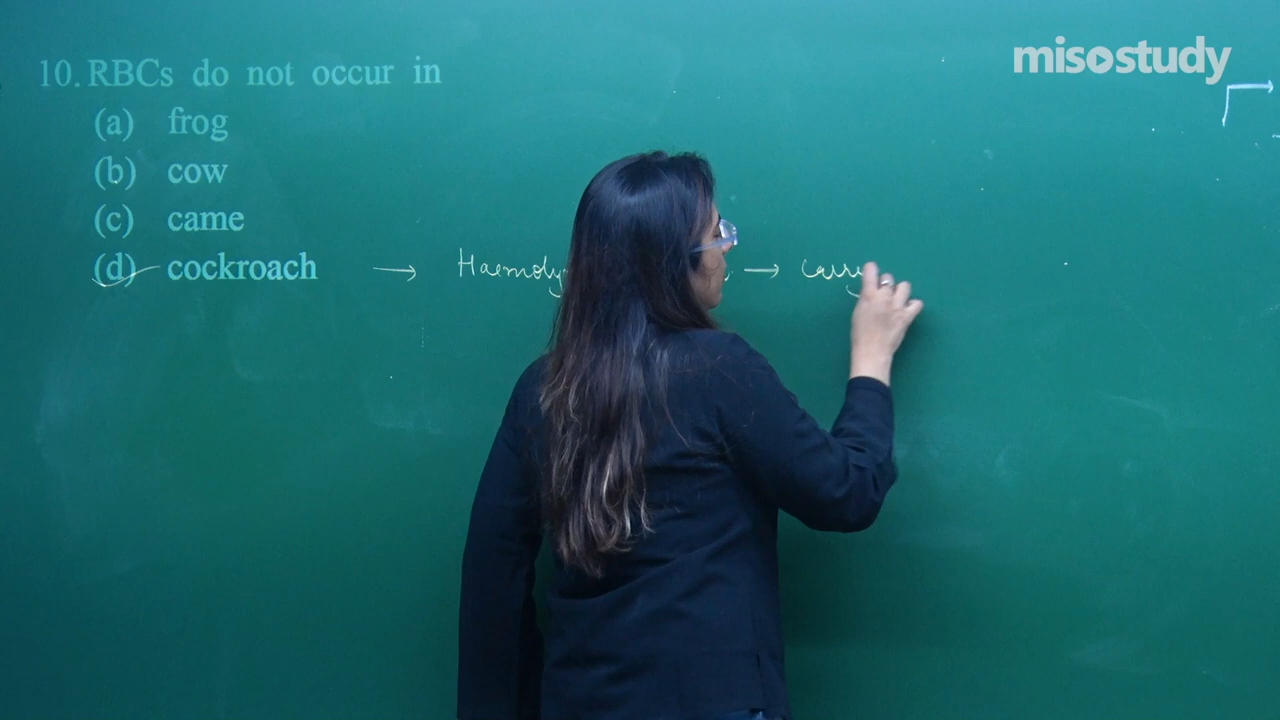 misostudy
10. RBCs do not occur in
(a) frog
(b) cow
(c) came
(d) cockroach → →